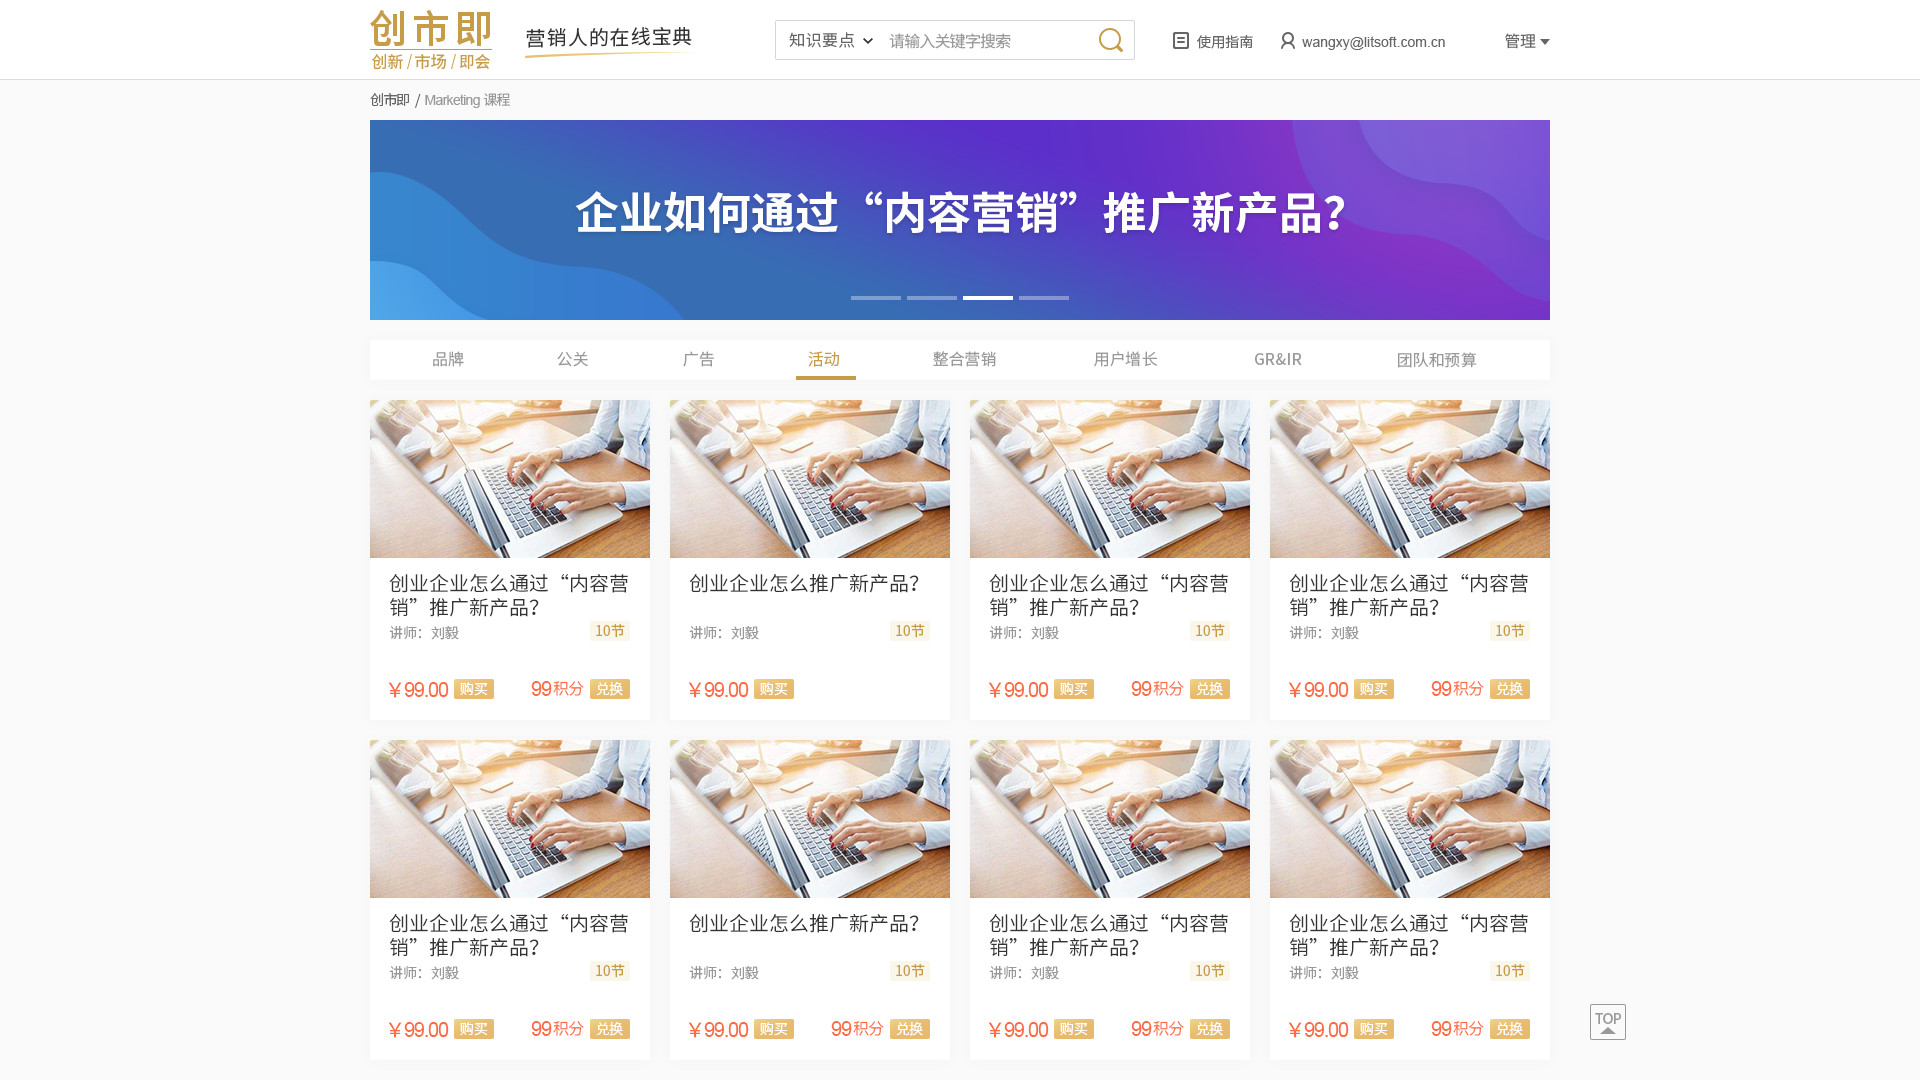 创市即
创新 / 市场 / 即会
营销人的在线宝典
知识要点
请输入关键字搜索
使用指南
wangxy@litsoft.com.cn
管理
创市即 / Marketing 课程
企业如何通过“内容营销”推广新产品？
品牌
公关
广告
活动
整合营销
用户增长
GR&IR
团队和预算
创业企业怎么通过“内容营
销”推广新产品？
讲师：刘毅
10节
￥99.00 购买
99积分 兑换
创业企业怎么推广新产品？
讲师：刘毅
10节
￥99.00 购买
创业企业怎么通过“内容营
销”推广新产品？
讲师：刘毅
10节
￥99.00 购买
99积分 兑换
创业企业怎么通过“内容营
销”推广新产品？
讲师：刘毅
10节
￥99.00 购买
99积分 兑换
创业企业怎么通过“内容营
销”推广新产品？
讲师：刘毅
10节
￥99.00 购买
99积分 兑换
创业企业怎么推广新产品？
讲师：刘毅
10节
￥99.00 购买
99积分 兑换
创业企业怎么通过“内容营
销”推广新产品？
讲师：刘毅
10节
￥99.00 购买
99积分 兑换
创业企业怎么通过“内容营
销”推广新产品？
讲师：刘毅
10节
￥99.00 购买
99积分 兑换
TOP